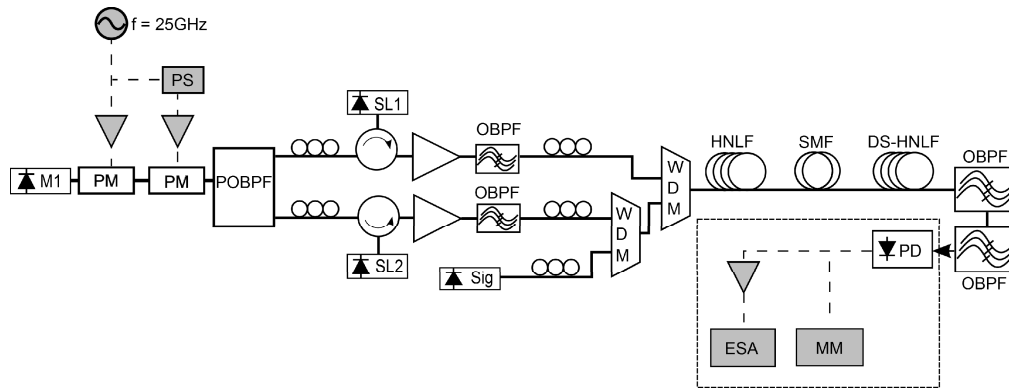 f = 25GHz
PS
SL1
OBPF
HNLF
SMF
DS-HNLF
OBPF
M1
PM
PM
POBPF
W
D
M
OBPF
W
D
M
SL2
Sig
PD
OBPF
ESA
MM